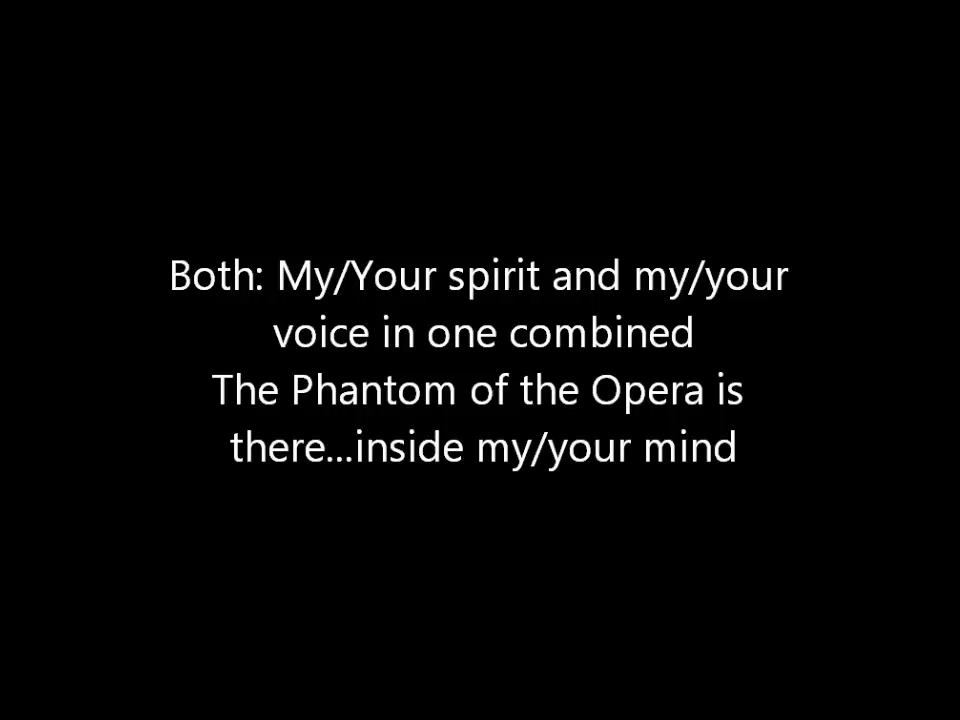 Both: My/Your spirit and my/your
voice in one combined
The Phantom of the Opera is
there...inside my/your mind